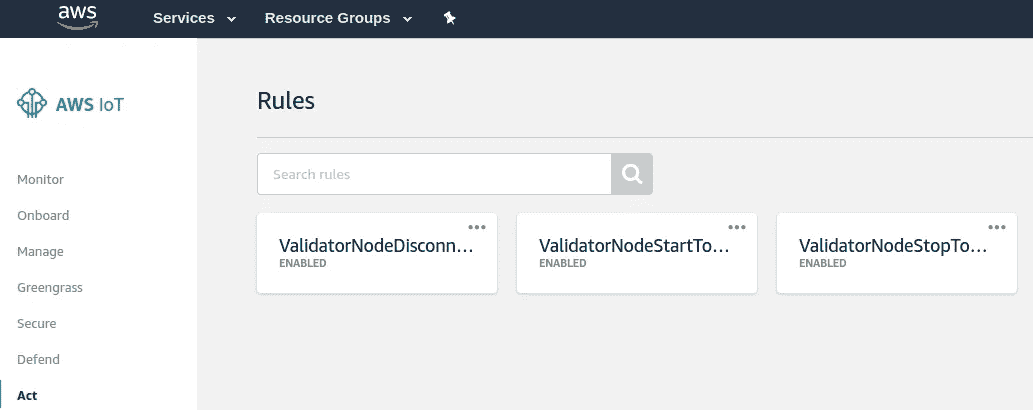 aws Services Resource Groups
AWS IoT
Rules
Search rules
Monitor
Onboard
Manage
Greengrass
Secure
Defend
Act
ValidatorNodeDisconn... ValidatorNodeStartTo... ValidatorNodeStopTo...
ENABLED ENABLED ENABLED